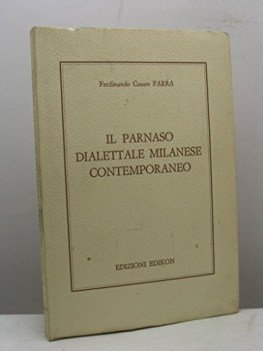 Ferdinando Cesare FARRA
IL PARNASO
DIALETTALE MILANESE
CONTEMPORANEO
EDIZIONI EDIKON